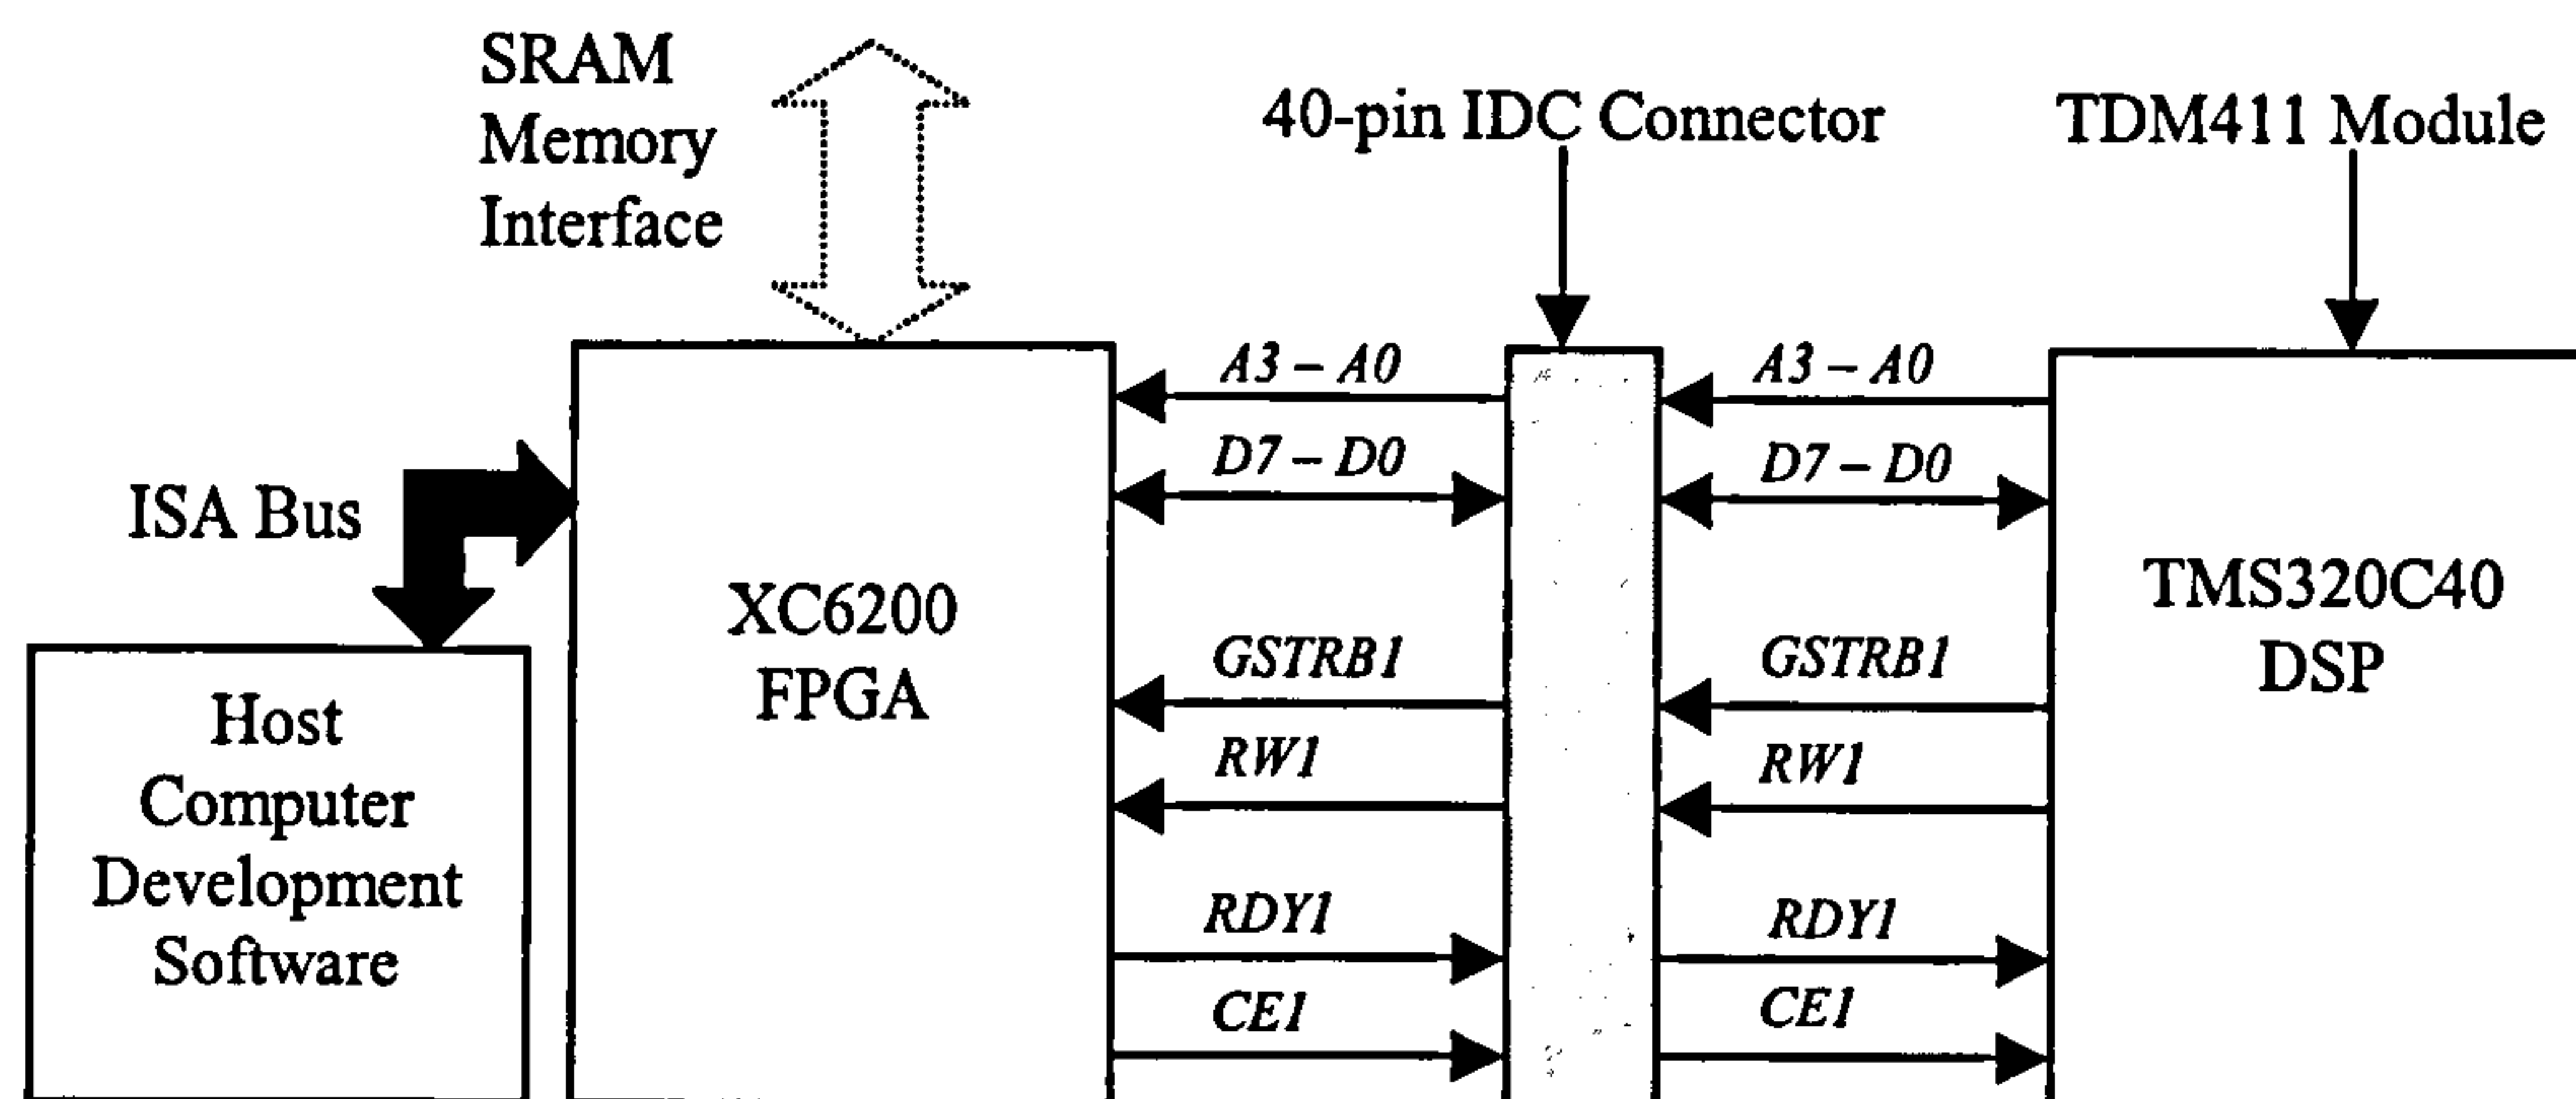 SRAM
Memory
Interface
40-pin IDC Connector
TDM411 Module
ISA Bus
Host
Computer
Development
Software
XC6200
FPGA
A3 – A0
D7 – D0
GSTRB1
RW1
RDY1
CE1
A3 – A0
D7 – D0
GSTRB1
RW1
RDY1
CE1
TMS320C40
DSP